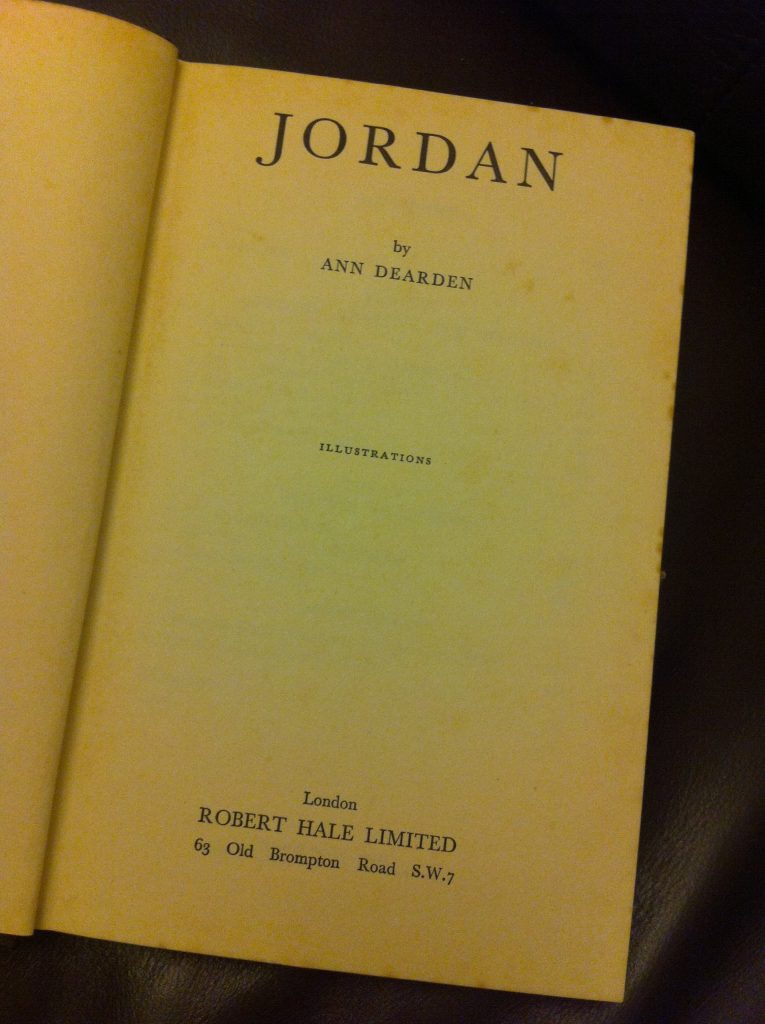 JORDAN
by
ANN DEARDEN
ILLUSTRATIONS
London
ROBERT HALE LIMITED
63 Old Brompton Road S.W.7